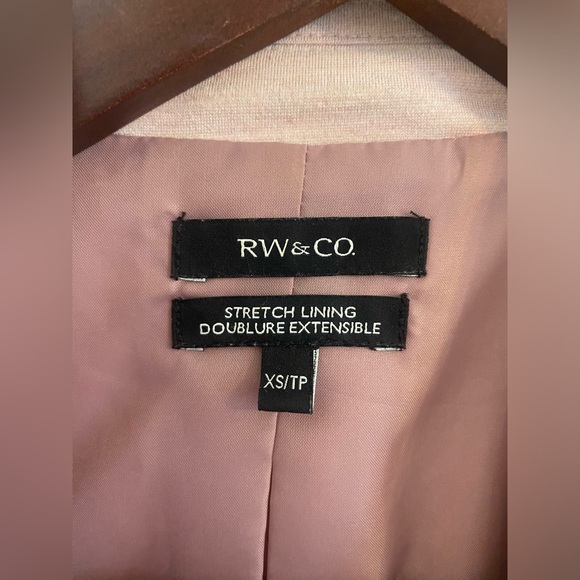 RW&CO.
STRETCH LINING
DOUBLURE EXTENSIBLE
XS/TP